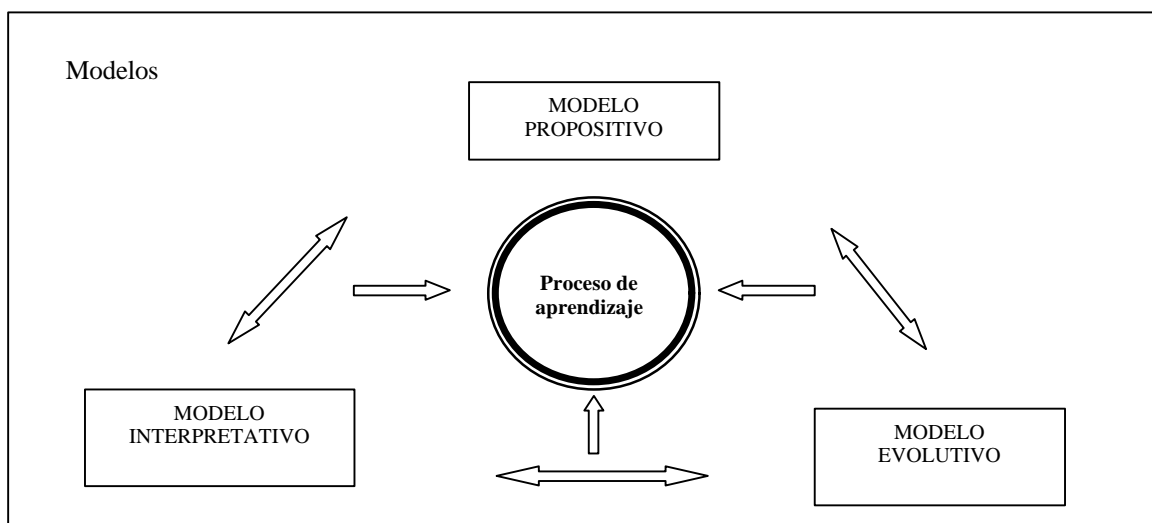 Modelos
MODELO
PROPOSITIVO
Proceso de
aprendizaje
MODELO
INTERPRETATIVO
MODELO
EVOLUTIVO